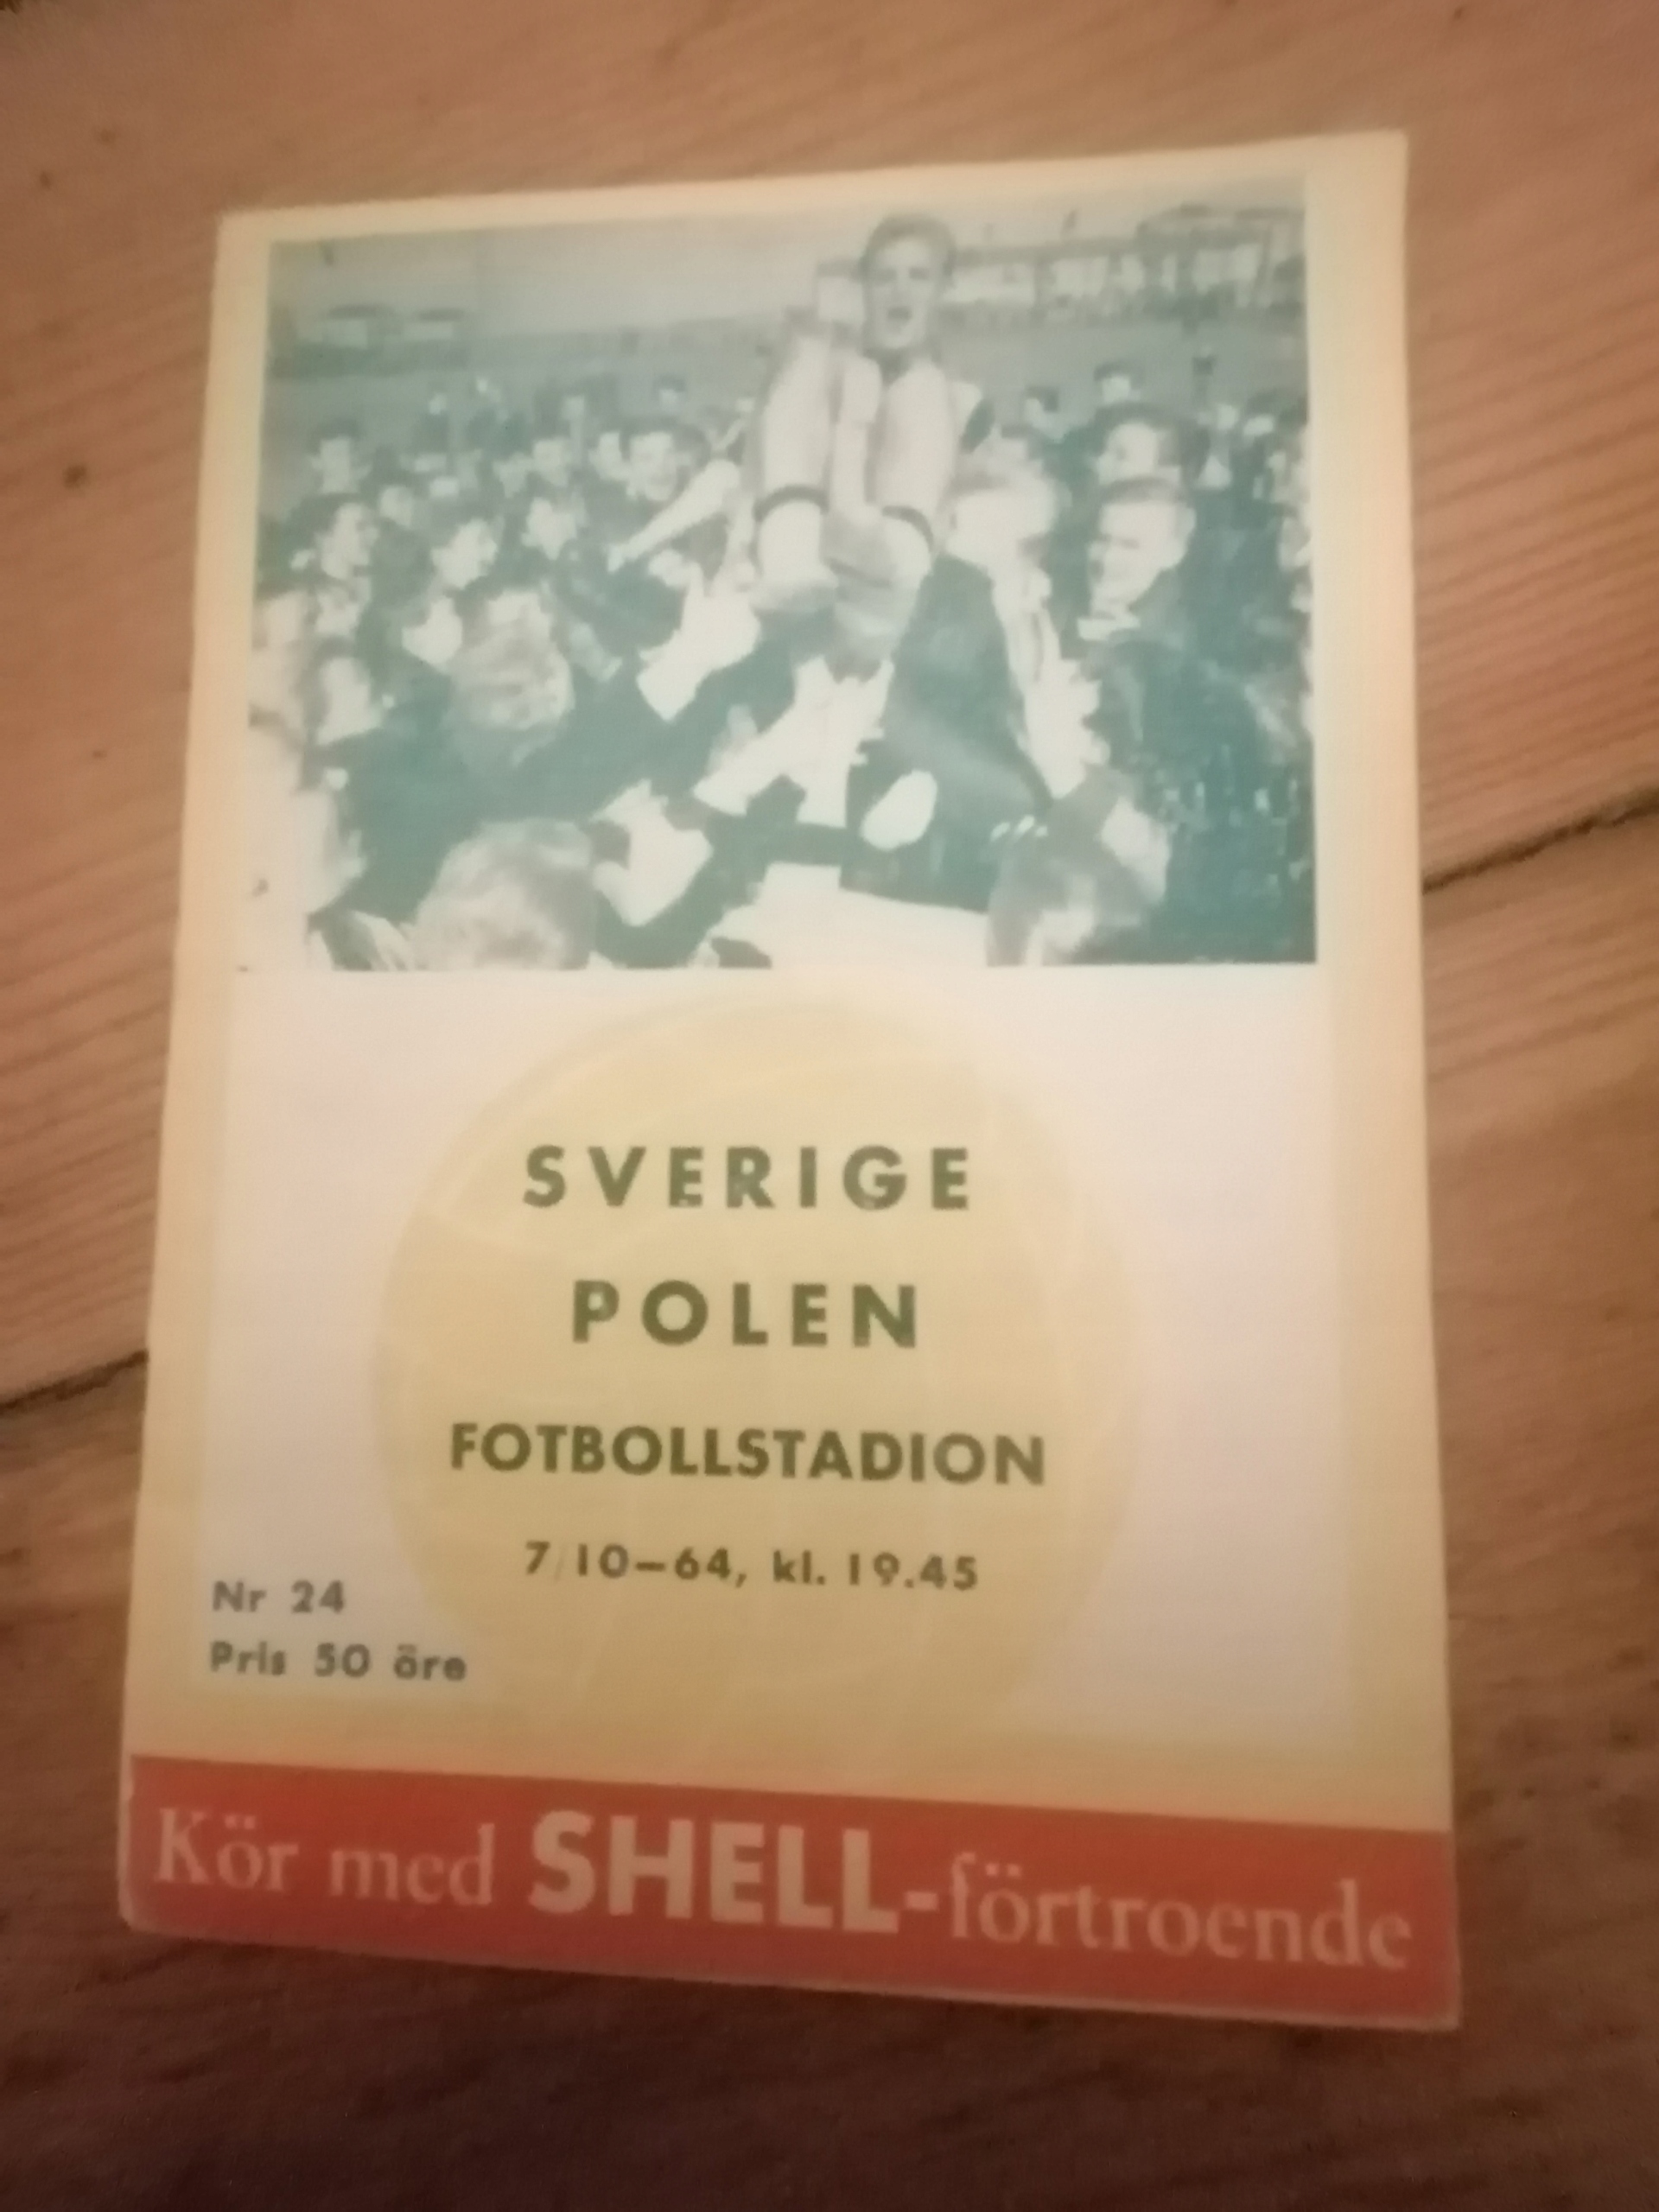 SVERIGE
POLEN
FOTBOLLSTADION
7/10-64, kl. 19.45
Nr 24
Pris 50 öre
Kör med SHELL-förtroende